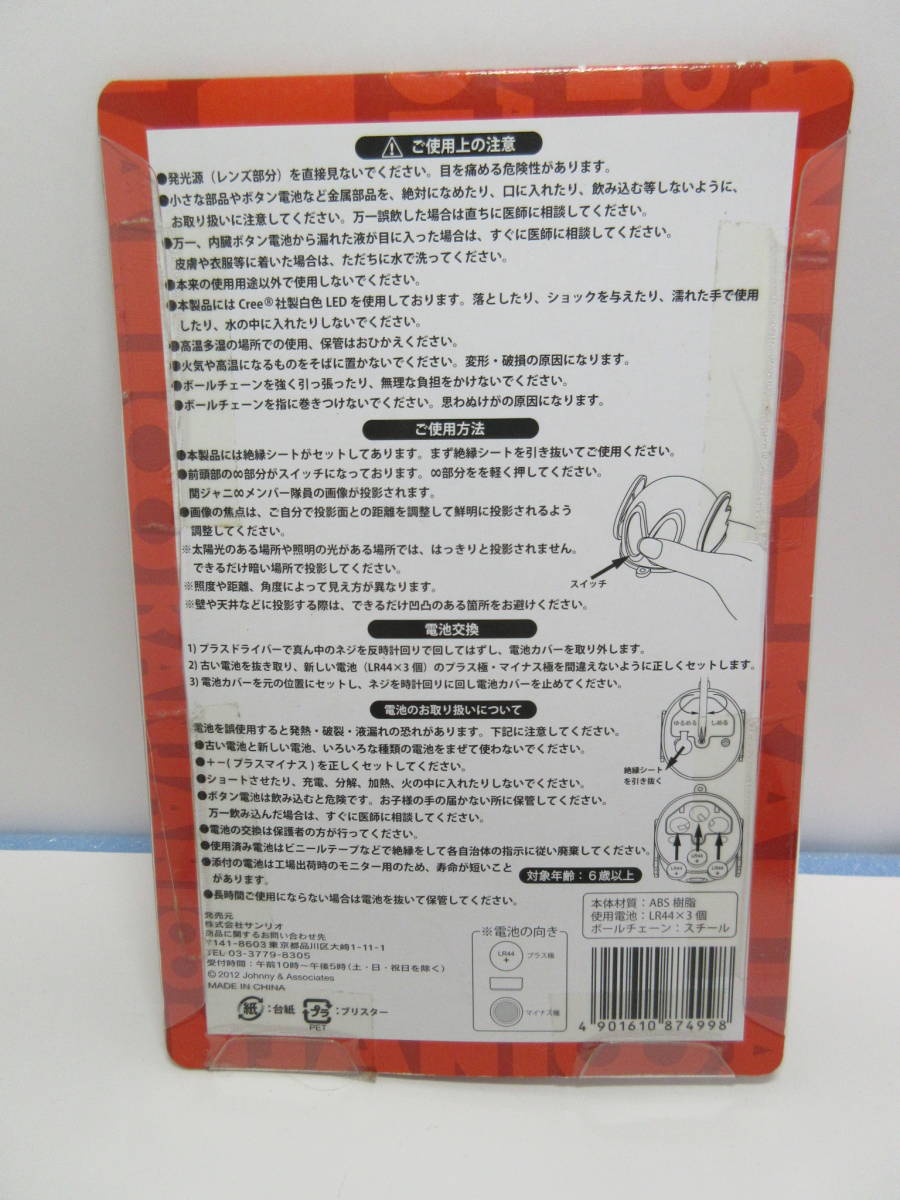 ご使用上の注意
●発光源（レンズ部分）を直接見ないでください。目を痛める危険性があります。
●小さな部品やボタン電池など金属部品を、絶対になめたり、口に入れたり、飲み込む等しないように、
お取り扱いに注意してください。万一誤飲した場合は直ちに医師に相談してください。
●万一、内臓ボタン電池から漏れた液が目に入った場合は、すぐに医師に相談してください。
皮膚や衣服等に着いた場合は、ただちに水で洗ってください。
●本来の使用用途以外で使用しないでください。
●本製品には Cree®社製白色 LED を使用しております。落としたり、ショックを与えたり、濡れた手で使用
したり、水の中に入れたりしないでください。
●高温多湿の場所での使用、保管はおひかえください。
●火気や高温になるものをそばに置かないでください。変形・破損の原因になります。
●ボールチェーンを強く引っ張ったり、無理な負担をかけないでください。
●ボールチェーンを指に巻きつけないでください。思わぬけがの原因になります。
ご使用方法
●本製品には絶縁シートがセットしてあります。まず絶縁シートを引き抜いてご使用ください。
●前頭部の∞部分がスイッチになっております。∞部分をを軽く押してください。
関ジャニ∞メンバー隊員の画像が投影されます。
●画像の焦点は、ご自分で投影面との距離を調整して鮮明に投影されるよう
調整してください。
※太陽光のある場所や照明の光がある場所では、はっきりと投影されません。
できるだけ暗い場所で投影してください。
※照度や距離、角度によって見え方が異なります。
※壁や天井などに投影する際は、できるだけ凹凸のある箇所をお避けください。
スイッチ
電池交換
1) プラスドライバーで真ん中のネジを反時計回りで回してはずし、電池カバーを取り外します。
2) 古い電池を抜き取り、新しい電池（LR44×3 個）のプラス極・マイナス極を間違えないように正しくセットします。
3) 電池カバーを元の位置にセットし、ネジを時計回りに回し電池カバーを止めてください。
電池のお取り扱いについて
電池を誤使用すると発熱・破裂・液漏れの恐れがあります。下記に注意してください。
●古い電池と新しい電池、いろいろな種類の電池をまぜて使わないでください。
●＋−( プラスマイナス ) を正しくセットしてください。
●ショートさせたり、充電、分解、加熱、火の中に入れたりしないでください。
●ボタン電池は飲み込むと危険です。お子様の手の届かない所に保管してください。
万一飲み込んだ場合は、すぐに医師に相談してください。
●電池の交換は保護者の方が行ってください。
●使用済み電池はビニールテープなどで絶縁をして各自治体の指示に従い廃棄してください。
●添付の電池は工場出荷時のモニター用のため、寿命が短いこと
があります。
●長時間ご使用にならない場合は電池を抜いて保管してください。
ゆるめる
しめる
絶縁シート
を引き抜く
LR44
LR44
LR44
対象年齢：6歳以上
本体材質：ABS 樹脂
使用電池：LR44×3 個
ボールチェーン：スチール
発売元
株式会社サンリオ
商品に関するお問い合わせ先
〒141-8603 東京都品川区大崎1-11-1
TEL 03-3779-8305
受付時間：午前10時〜午後5時(土・日・祝日を除く)
©2012 Johnny & Associates
MADE IN CHINA
紙：台紙
プラ：ブリスター
PET
※電池の向き
LR44
+
プラス極
マイナス極
4 901610 874998